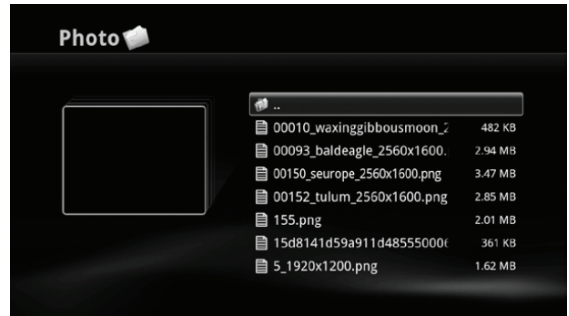 Photo
..
00010_waxinggibbousmoon_2 482 KB
00093_baldeagle_2560x1600. 2.94 MB
00150_seurope_2560x1600.png 3.47 MB
00152_tulum_2560x1600.png 2.85 MB
155.png 2.01 MB
15d8141d59a911d485550006 361 KB
5_1920x1200.png 1.62 MB